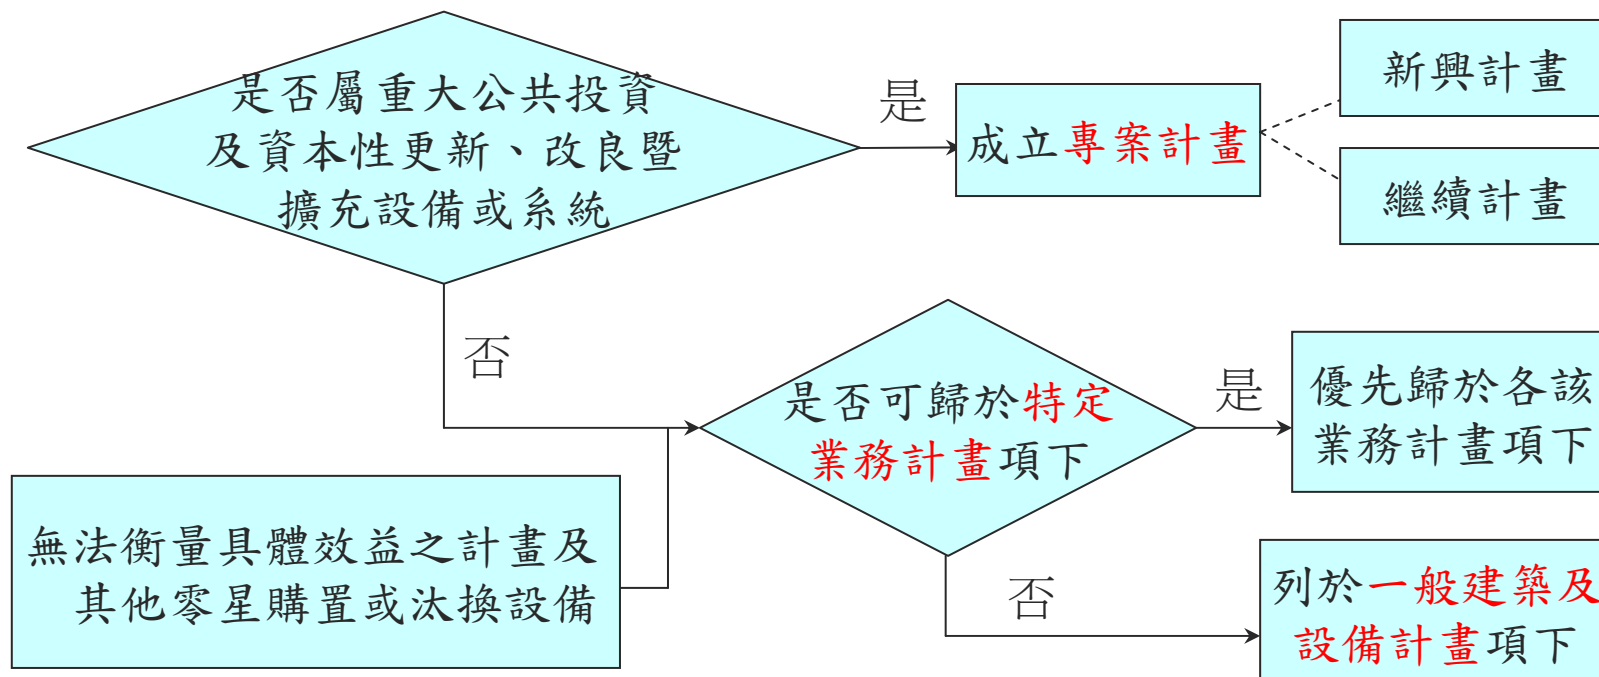 是否屬重大公共投資
及資本性更新、改良暨
擴充設備或系統
是
成立專案計畫
新興計畫
繼續計畫
否
是否可歸於特定
業務計畫項下
是
優先歸於各該
業務計畫項下
無法衡量具體效益之計畫及
其他零星購置或汰換設備
否
列於一般建築及
設備計畫項下